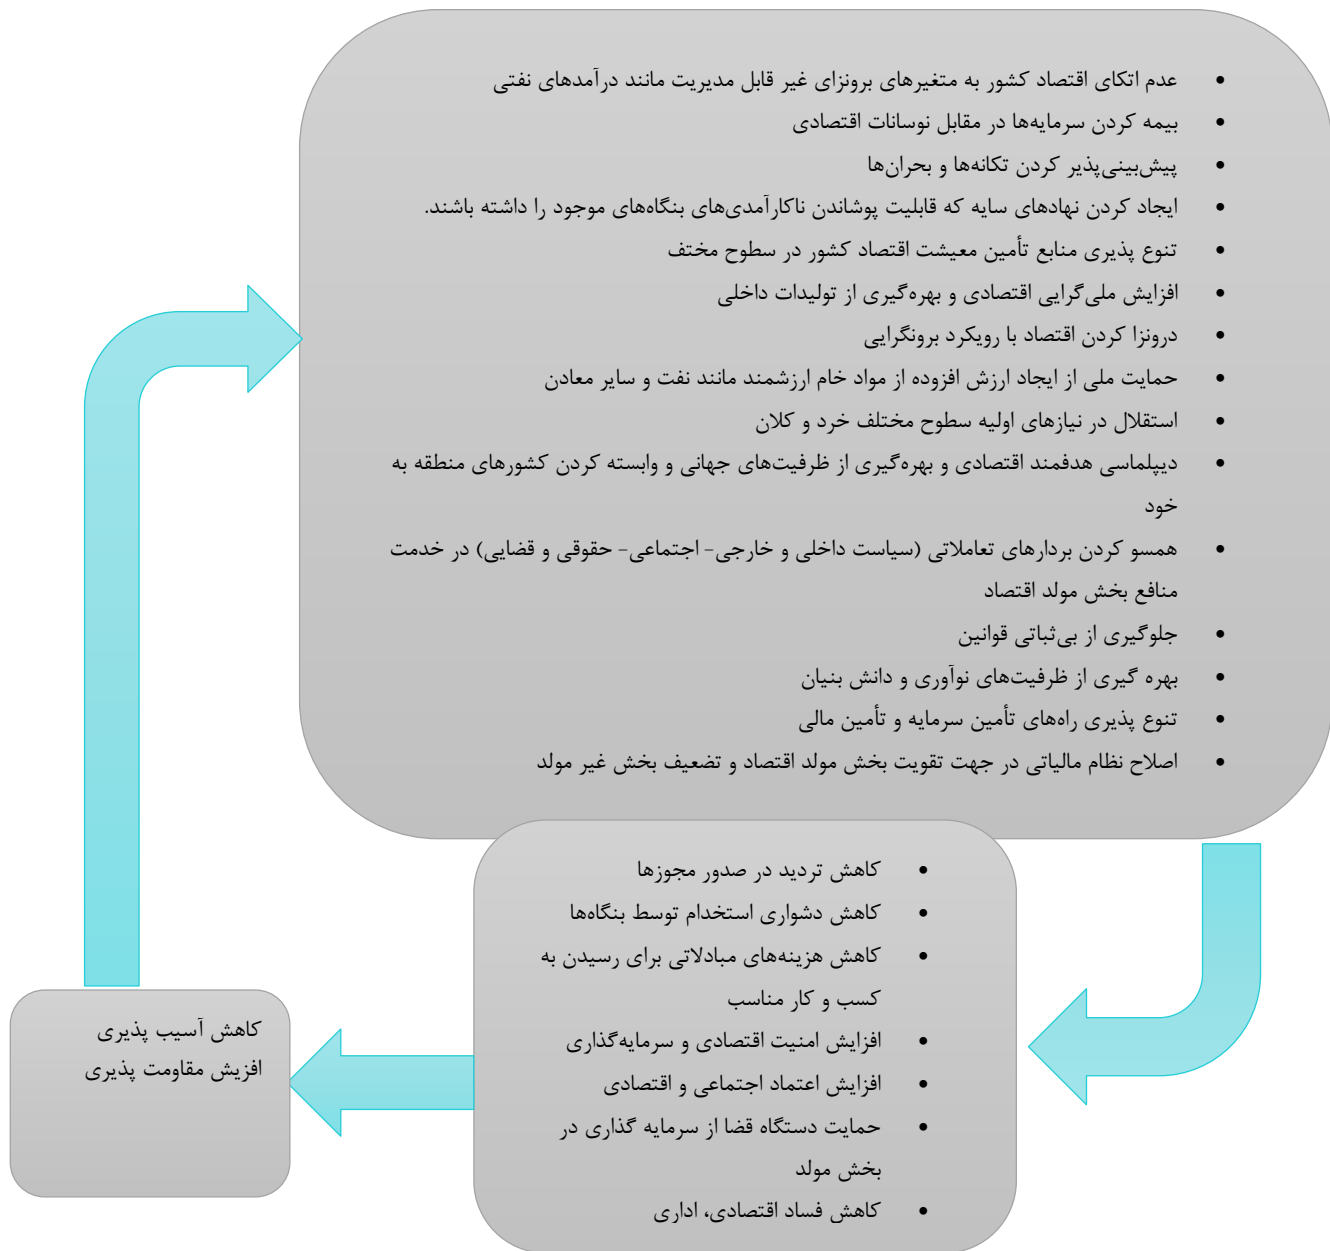 • عدم اتکای اقتصاد کشور به متغیرهای برونزای غیر قابل مدیریت مانند درآمدهای نفتی
• بیمه کردن سرمایه‌ها در مقابل نوسانات اقتصادی
• پیش‌بینی‌پذیر کردن تکانه‌ها و بحران‌ها
• ایجاد کردن نهادهای سایه که قابلیت پوشاندن ناکارآمدی‌های بنگاه‌های موجود را داشته باشند.
• تنوع پذیری منابع تأمین معیشت اقتصاد کشور در سطوح مختف
• افزایش ملی‌گرایی اقتصادی و بهره‌گیری از تولیدات داخلی
• درونزا کردن اقتصاد با رویکرد برونگرایی
• حمایت ملی از ایجاد ارزش افزوده از مواد خام ارزشمند مانند نفت و سایر معادن
• استقلال در نیازهای اولیه سطوح مختلف خرد و کلان
• دیپلماسی هدفمند اقتصادی و بهره‌گیری از ظرفیت‌های جهانی و وابسته کردن کشورهای منطقه به
خود
• همسو کردن بردارهای تعاملاتی (سیاست داخلی و خارجی- اجتماعی- حقوقی و قضایی) در خدمت
منافع بخش مولد اقتصاد
• جلوگیری از بی‌ثباتی قوانین
• بهره گیری از ظرفیت‌های نوآوری و دانش بنیان
• تنوع پذیری راه‌های تأمین سرمایه و تأمین مالی
• اصلاح نظام مالیاتی در جهت تقویت بخش مولد اقتصاد و تضعیف بخش غیر مولد
• کاهش تردید در صدور مجوزها
• کاهش دشواری استخدام توسط بنگاه‌ها
• کاهش هزینه‌های مبادلاتی برای رسیدن به
کسب و کار مناسب
• افزایش امنیت اقتصادی و سرمایه‌گذاری
• افزایش اعتماد اجتماعی و اقتصادی
• حمایت دستگاه قضا از سرمایه گذاری در
بخش مولد
• کاهش فساد اقتصادی، اداری
کاهش آسیب پذیری
افزیش مقاومت پذیری